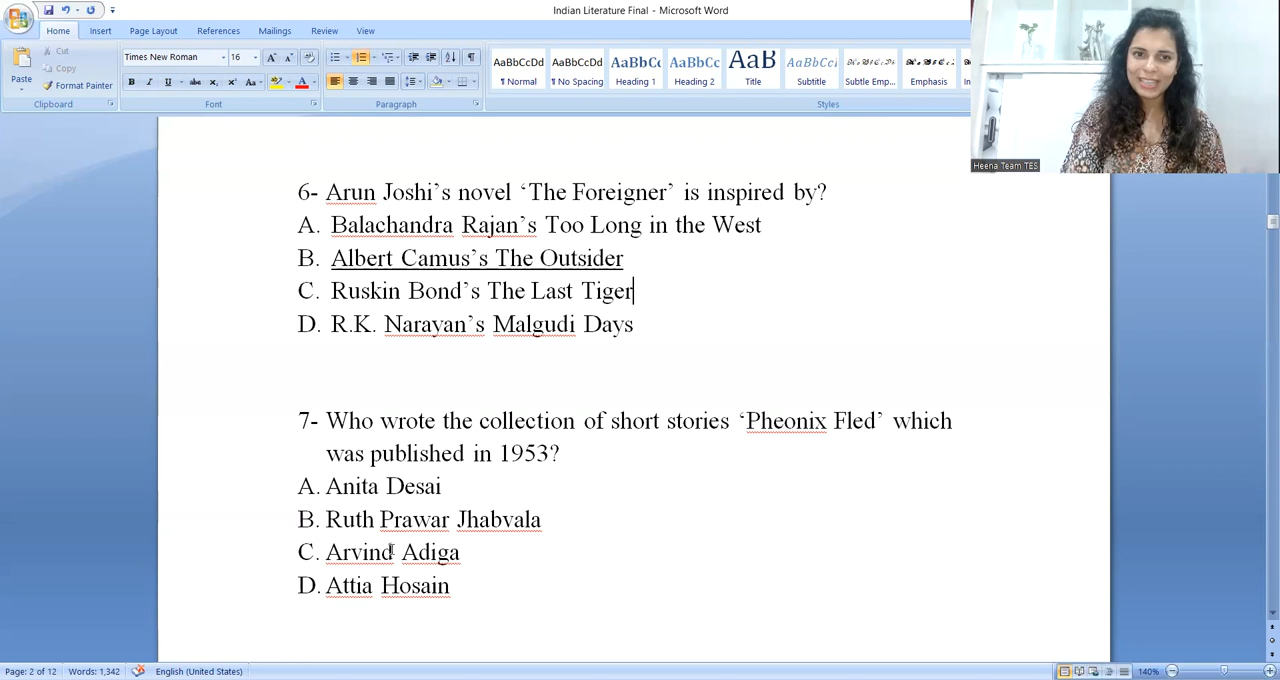 Indian Literature Final - Microsoft Word
Home Insert Page Layout References Mailings Review View
Cut
Copy
Format Painter
Paste
Clipboard
Times New Roman 16
Font
Paragraph
AaBbCcDd AaBbCcDd AaBbCc AaBbCc AaB AaBbCcL AaBbCcDd AaBbCcDd
¶ Normal ¶ No Spacing Heading 1 Heading 2 Title Subtitle Subtle Emp... Emphasis
Styles
Heena Team TES
6- Arun Joshi’s novel ‘The Foreigner’ is inspired by?
A. Balachandra Rajan’s Too Long in the West
B. Albert Camus’s The Outsider
C. Ruskin Bond’s The Last Tiger
D. R.K. Narayan’s Malgudi Days
7- Who wrote the collection of short stories ‘Pheonix Fled’ which
was published in 1953?
A. Anita Desai
B. Ruth Prawar Jhabvala
C. Arvind Adiga
D. Attia Hosain
Page: 2 of 12 Words: 1,342 English (United States) 140%